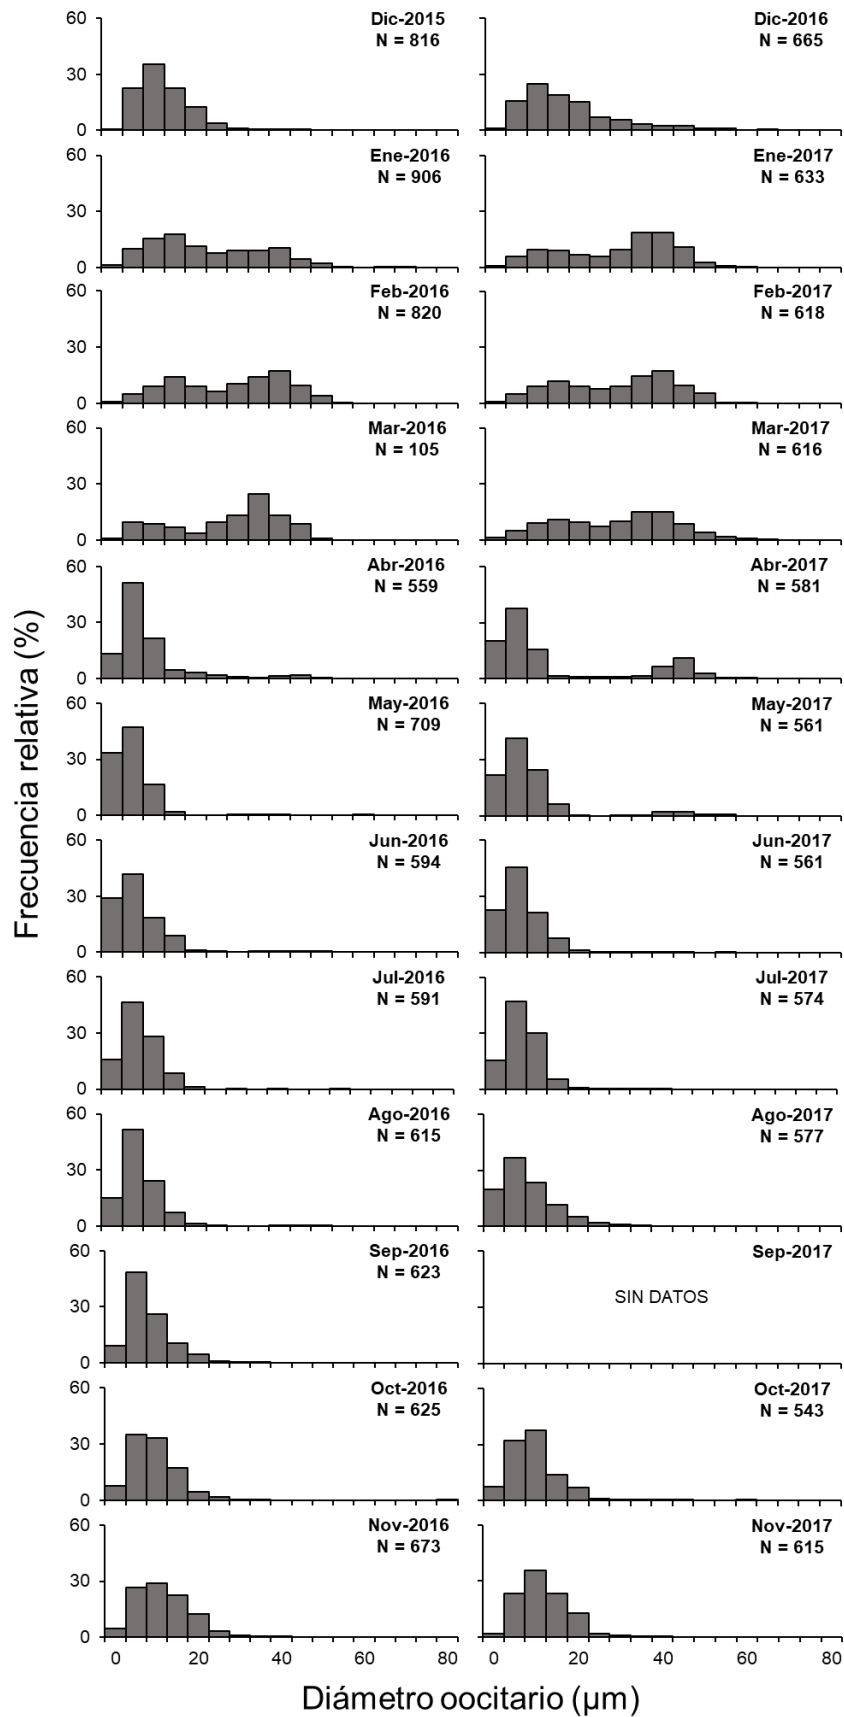 Frecuencia relativa (%)
60
30
0
Dic-2015
N = 816
Dic-2016
N = 665
60
30
0
Ene-2016
N = 906
Ene-2017
N = 633
60
30
0
Feb-2016
N = 820
Feb-2017
N = 618
60
30
0
Mar-2016
N = 105
Mar-2017
N = 616
60
30
0
Abr-2016
N = 559
Abr-2017
N = 581
60
30
0
May-2016
N = 709
May-2017
N = 561
60
30
0
Jun-2016
N = 594
Jun-2017
N = 561
60
30
0
Jul-2016
N = 591
Jul-2017
N = 574
60
30
0
Ago-2016
N = 615
Ago-2017
N = 577
60
30
0
Sep-2016
N = 623
Sep-2017
SIN DATOS
60
30
0
Oct-2016
N = 625
Oct-2017
N = 543
60
30
0
Nov-2016
N = 673
Nov-2017
N = 615
0 20 40 60 80 0 20 40 60 80
Diámetro oocitario (µm)